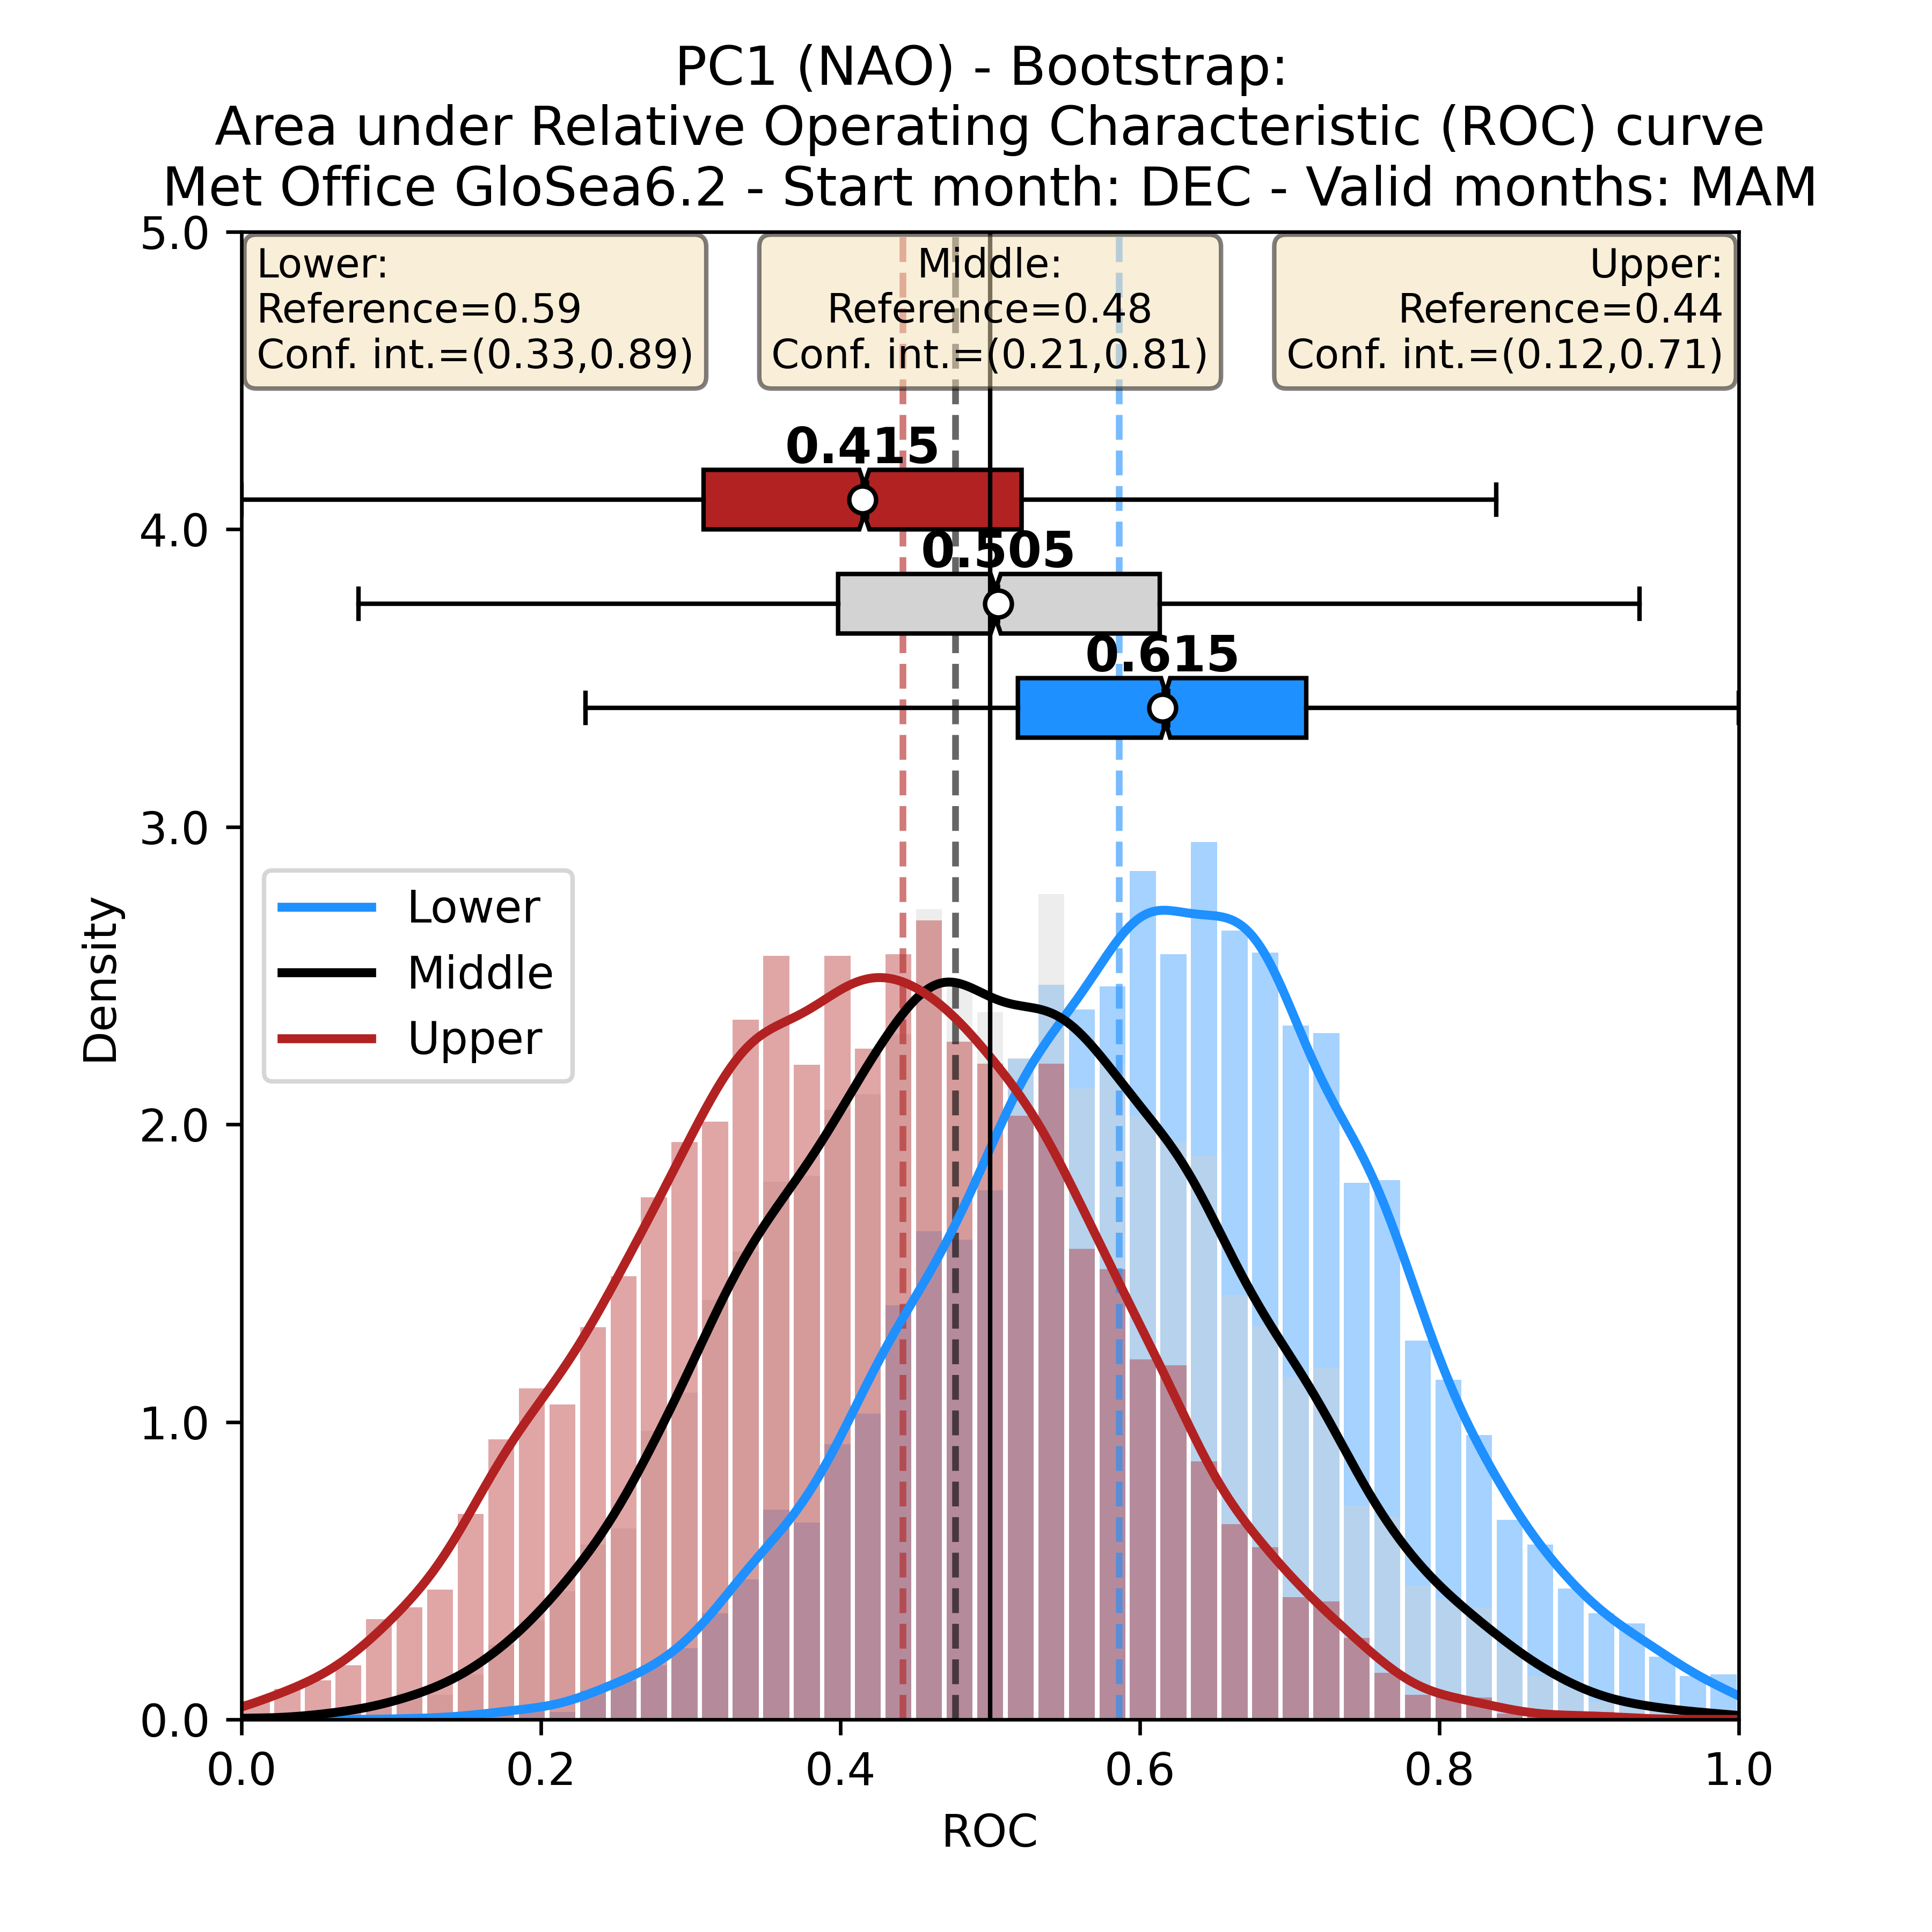 PC1 (NAO) - Bootstrap:
Area under Relative Operating Characteristic (ROC) curve
Met Office GloSea6.2 - Start month: DEC - Valid months: MAM
Lower:
Reference=0.59
Conf. int.=(0.33,0.89)
Middle:
Reference=0.48
Conf. int.=(0.21,0.81)
Upper:
Reference=0.44
Conf. int.=(0.12,0.71)
0.415
0.505
0.615
Lower
Middle
Upper
Density
5.0
4.0
3.0
2.0
1.0
0.0
0.0 0.2 0.4 0.6 0.8 1.0
ROC